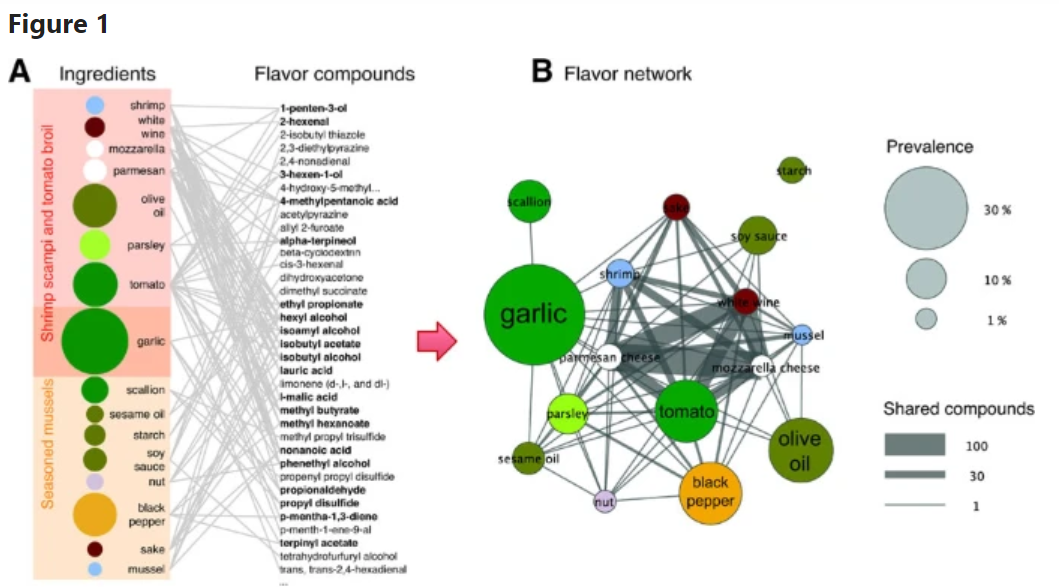 Figure 1
A Ingredients Flavor compounds
Shrimp scampi and tomato broil
Seasoned mussels
shrimp
white
wine
mozzarella
parmesan
olive
oil
parsley
tomato
garlic
scallion
sesame oil
starch
soy
sauce
nut
black
pepper
sake
mussel
1-penten-3-ol
2-hexenal
2-isobutyl thiazole
2,3-diethylpyrazine
2,4-nonadienal
3-hexen-1-ol
4-hydroxy-5-methyl...
4-methylpentanoic acid
acetylpyrazine
allyl 2-furoate
alpha-terpineol
beta-cyclodextrin
cis-3-hexenal
dihydroxyacetone
dimethyl succinate
ethyl propionate
hexyl alcohol
isoamyl alcohol
isobutyl acetate
isobutyl alcohol
lauric acid
limonene (d-,l-, and dl-)
l-malic acid
methyl butyrate
methyl hexanoate
methyl propyl trisulfide
nonanoic acid
phenethyl alcohol
propenyl propyl disulfide
propionaldehyde
propyl disulfide
p-mentha-1,3-diene
p-menth-1-ene-9-al
terpinyl acetate
tetrahydrofurfuryl alcohol
trans, trans-2,4-hexadienal
...
B Flavor network
starch
scallion
sake
soy sauce
shrimp
white wine
garlic
mussel
parmesan cheese
mozzarella cheese
parsley
tomato
olive
oil
sesame oil
black
pepper
nut
Prevalence
30 %
10 %
1 %
Shared compounds
100
30
1